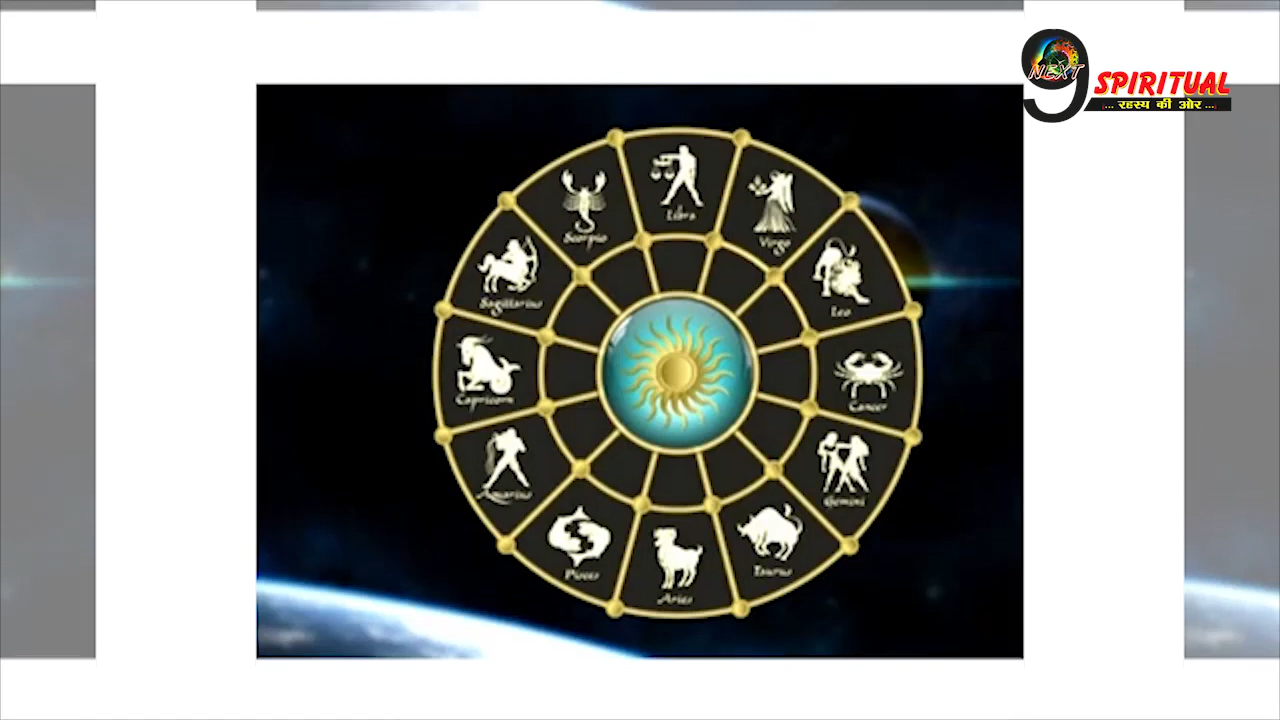 NEXT
9
SPIRITUAL
... रहस्य की ओर ...
Libra
Scorpio
Virgo
Sagittarius
Leo
Capricorn
Cancer
Aquarius
Gemini
Pisces
Taurus
Aries